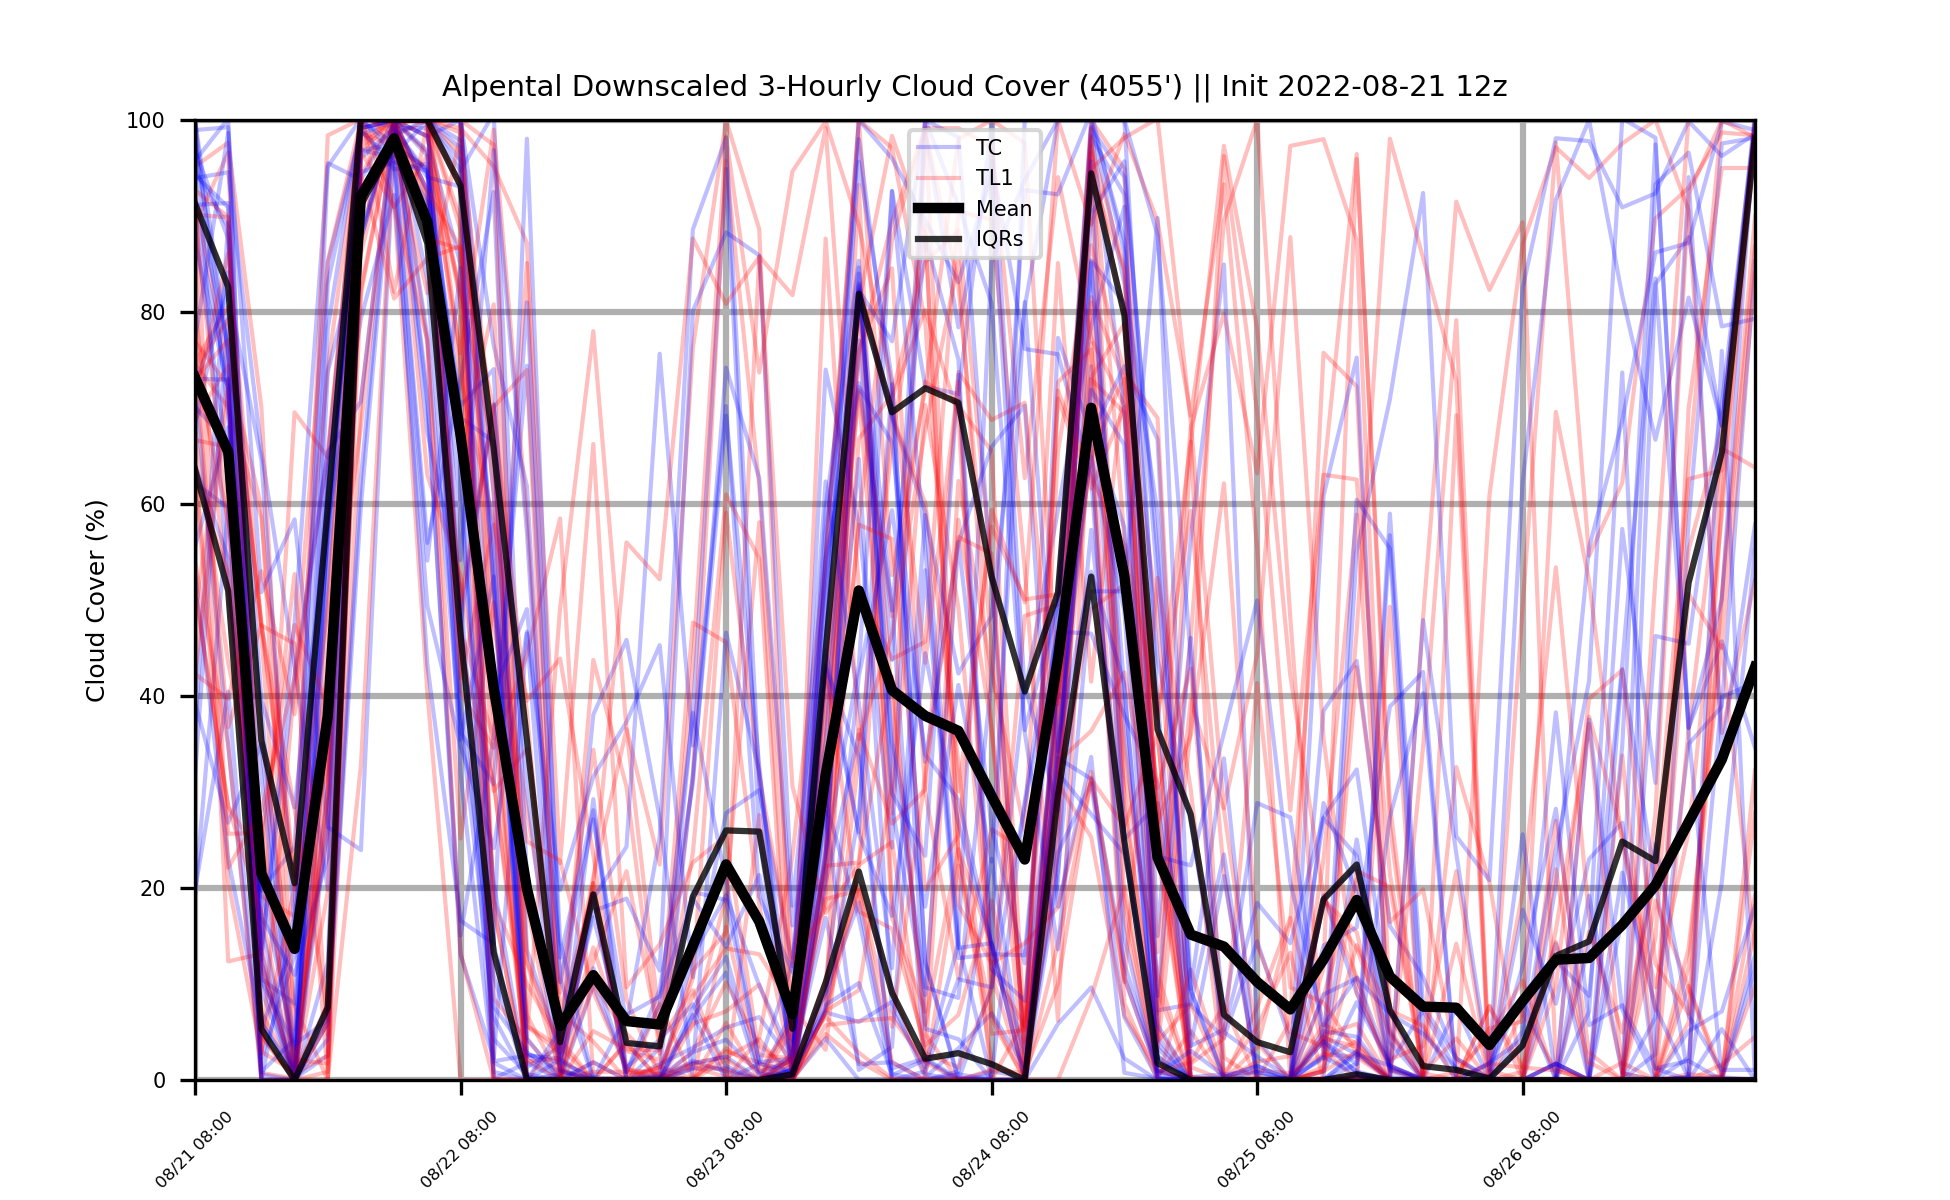 Alpental Downscaled 3-Hourly Cloud Cover (4055') || Init 2022-08-21 12z
TC
TL1
Mean
IQRs
Cloud Cover (%)
100
80
60
40
20
0
08/21 08:00
08/22 08:00
08/23 08:00
08/24 08:00
08/25 08:00
08/26 08:00